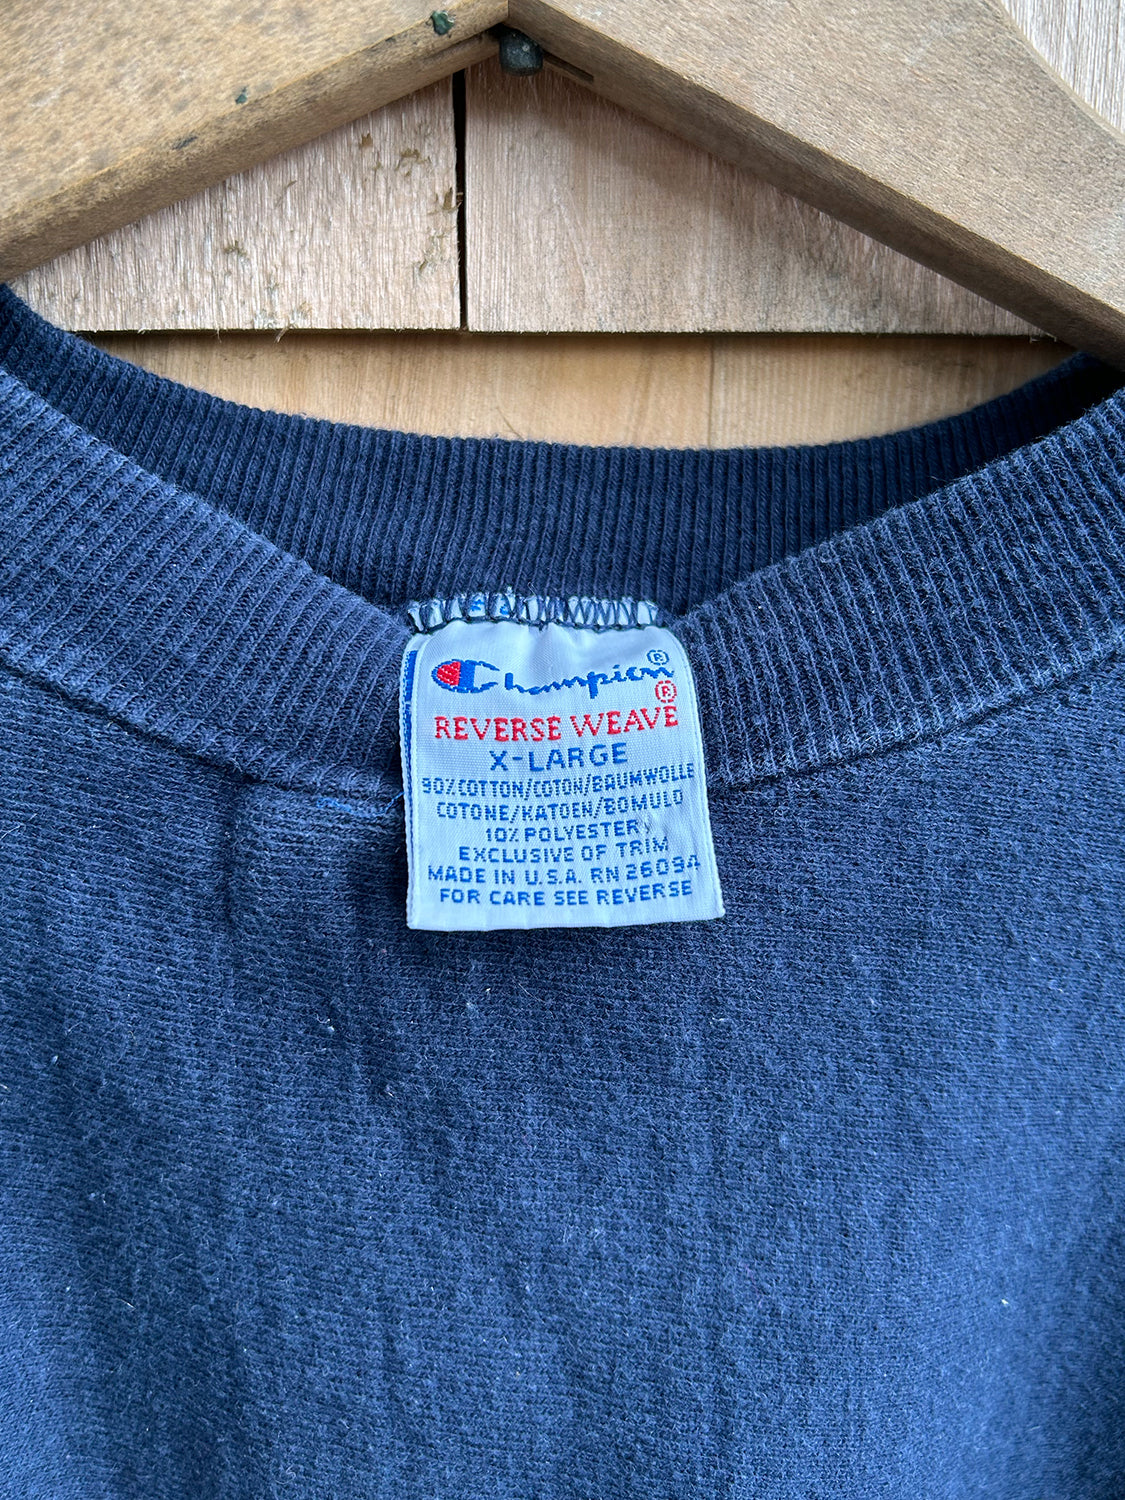 Champion®
REVERSE WEAVE®
X-LARGE
90% COTTON/COTON/BAUMWOLLE
COTONE/KATOEN/BOMULD
10% POLYESTER
EXCLUSIVE OF TRIM
MADE IN U.S.A. RN 26094
FOR CARE SEE REVERSE